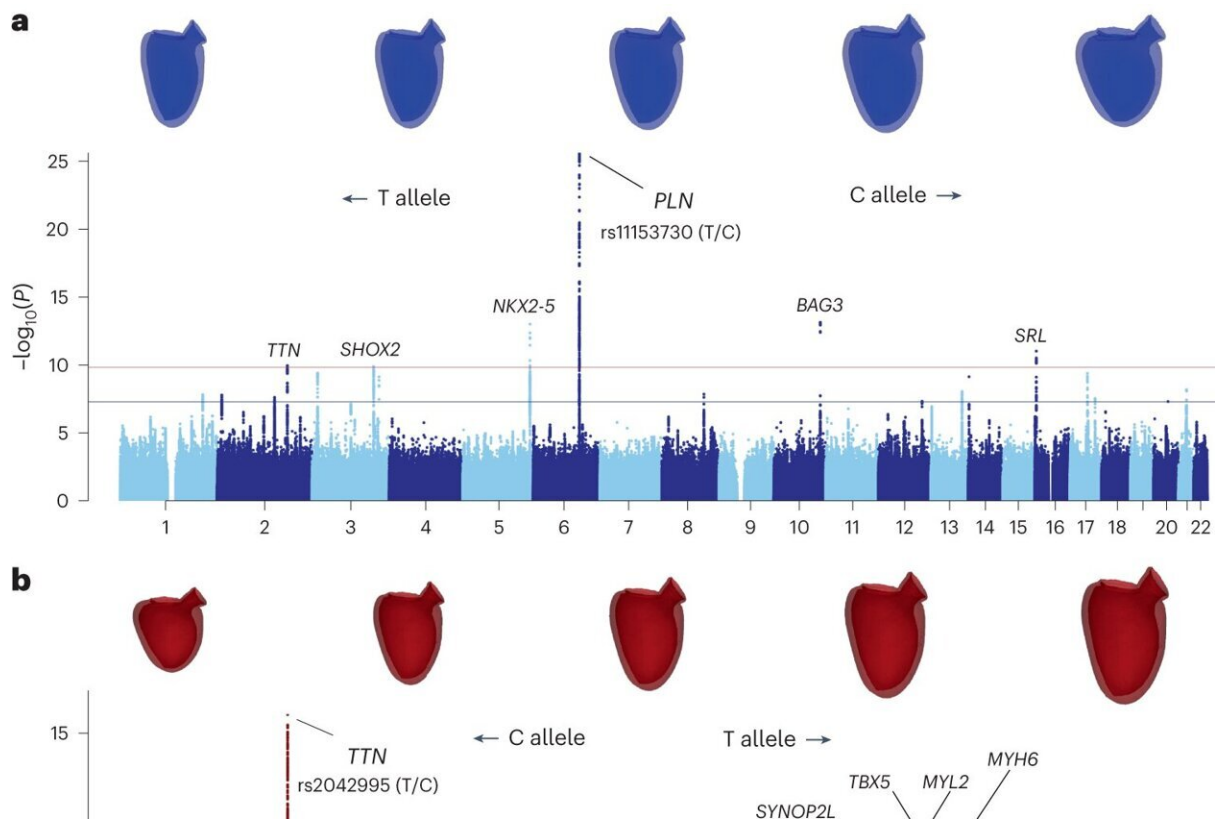 a
25
20
15
10
5
0
–log₁₀(P)
← T allele
PLN
rs11153730 (T/C)
C allele →
TTN
SHOX2
NKX2-5
BAG3
SRL
1 2 3 4 5 6 7 8 9 10 11 12 13 14 15 16 17 18 20 22
b
15
TTN
rs2042995 (T/C)
← C allele
T allele →
SYNOP2L
TBX5
MYL2
MYH6